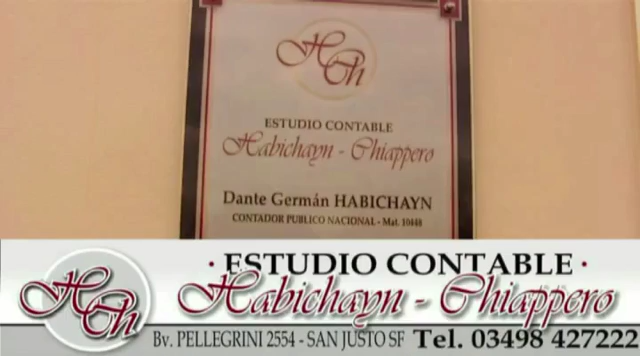 HCh
ESTUDIO CONTABLE
Habichayn - Chiappero
Dante Germán HABICHAYN
CONTADOR PUBLICO NACIONAL - Mat. 10448
· ESTUDIO CONTABLE ·
HCh
Habichayn - Chiappero
Bv. PELLEGRINI 2554 - SAN JUSTO SF Tel. 03498 427222